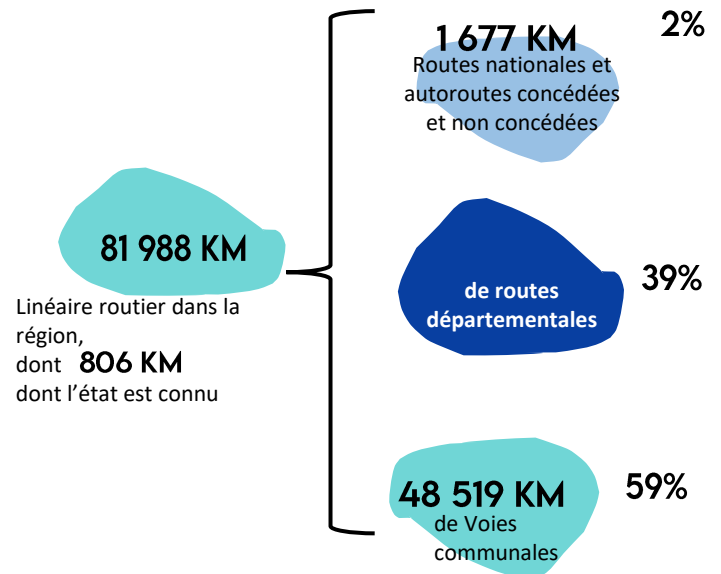 1 677 KM
2%
Routes nationales et
autoroutes concédées
et non concédées
81 988 KM
Linéaire routier dans la
région,
dont 806 KM
dont l'état est connu
de routes
départementales
39%
48 519 KM
59%
de Voies
communales